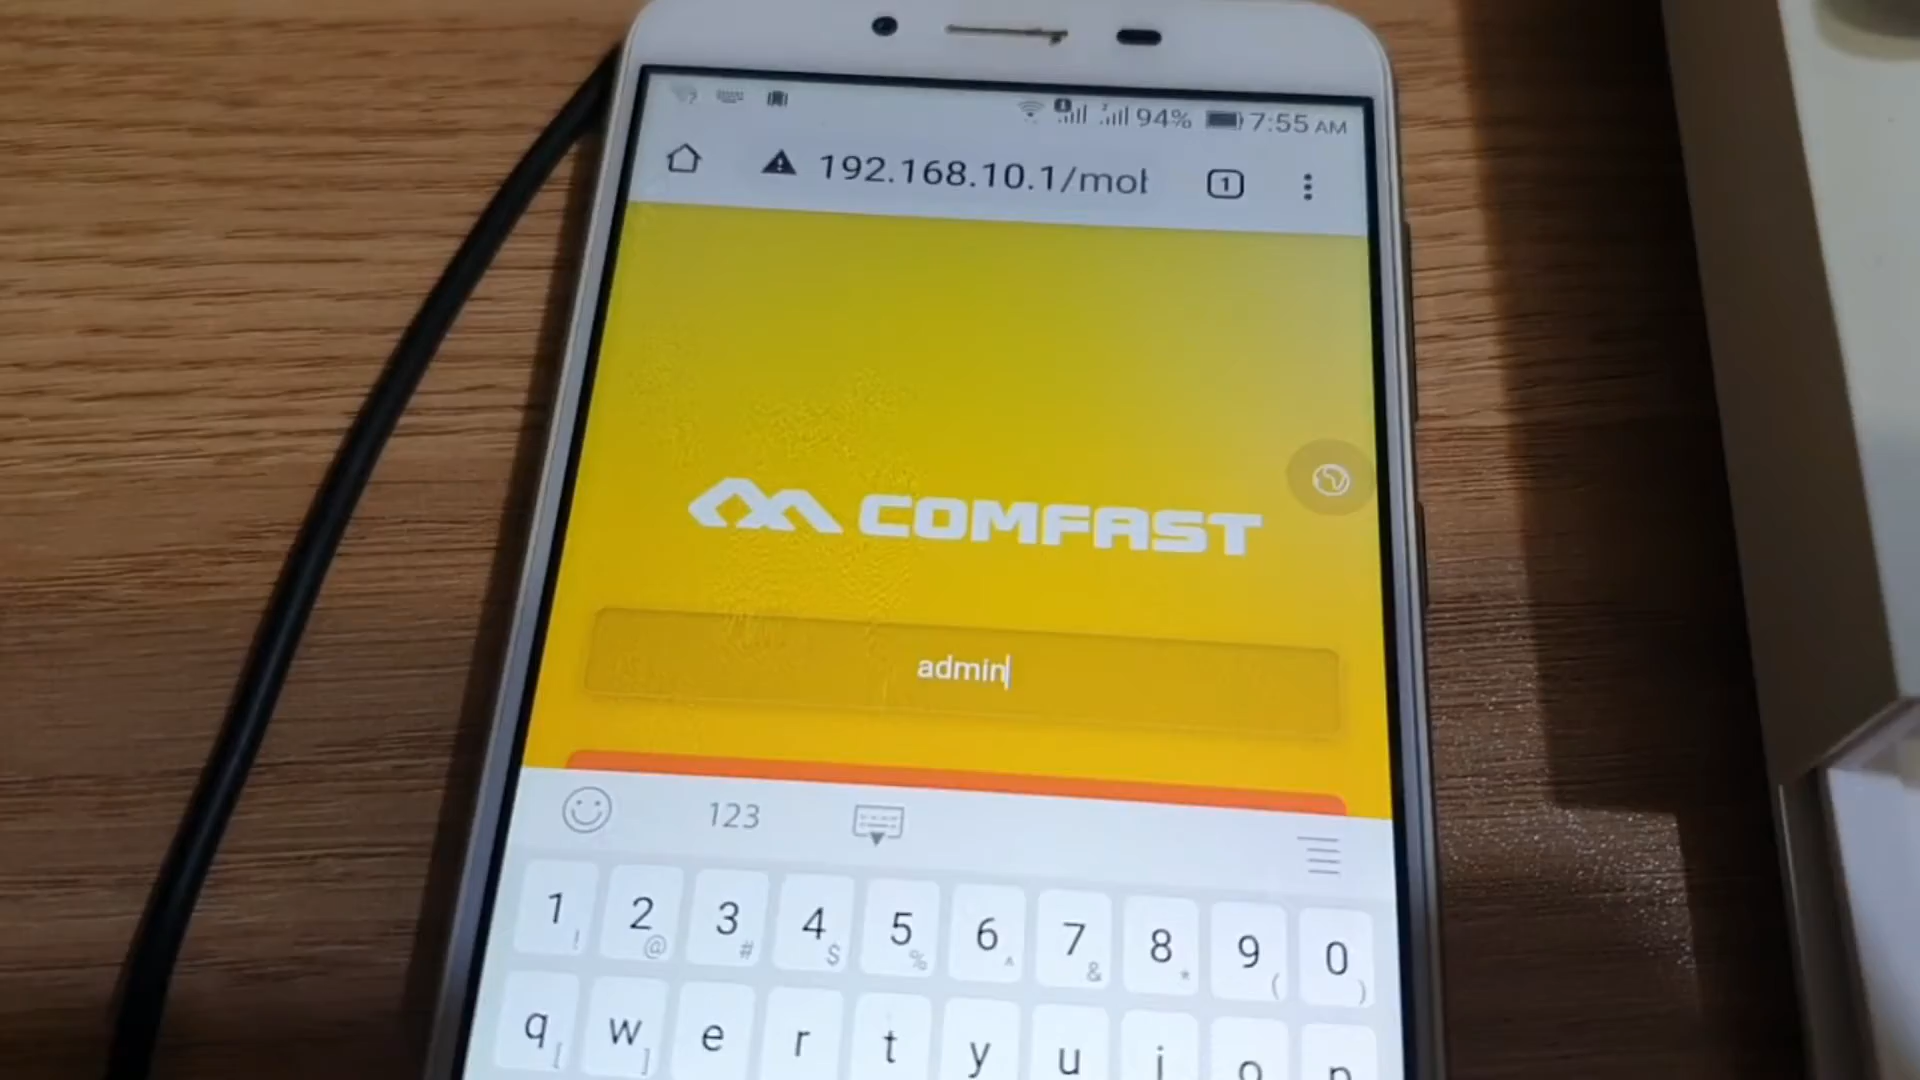 94% 7:55 AM
192.168.10.1/mob
1
COMFAST
admin
123
1 2 3 4 5 6 7 8 9 0
! @ # $ % ^ & * ( )
q w e r t y u i o p
[ ]